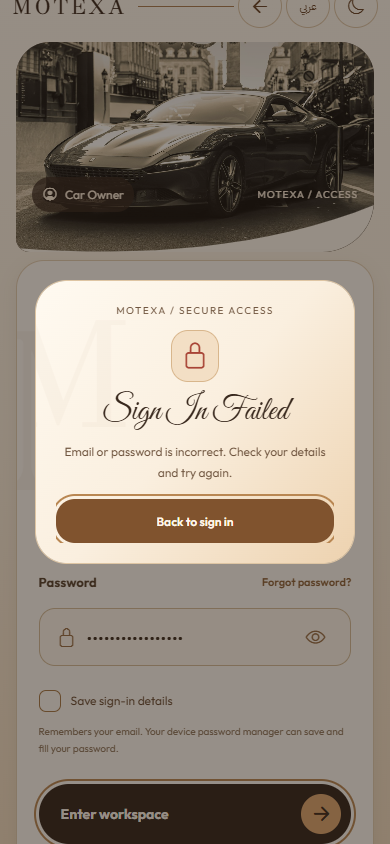 MOTEXA
عربي
Car Owner
MOTEXA / ACCESS
MOTEXA / SECURE ACCESS
M
Sign In Failed
Email or password is incorrect. Check your details
and try again.
Back to sign in
Password
Forgot password?
••••••••••••••••
Save sign-in details
Remembers your email. Your device password manager can save and
fill your password.
Enter workspace